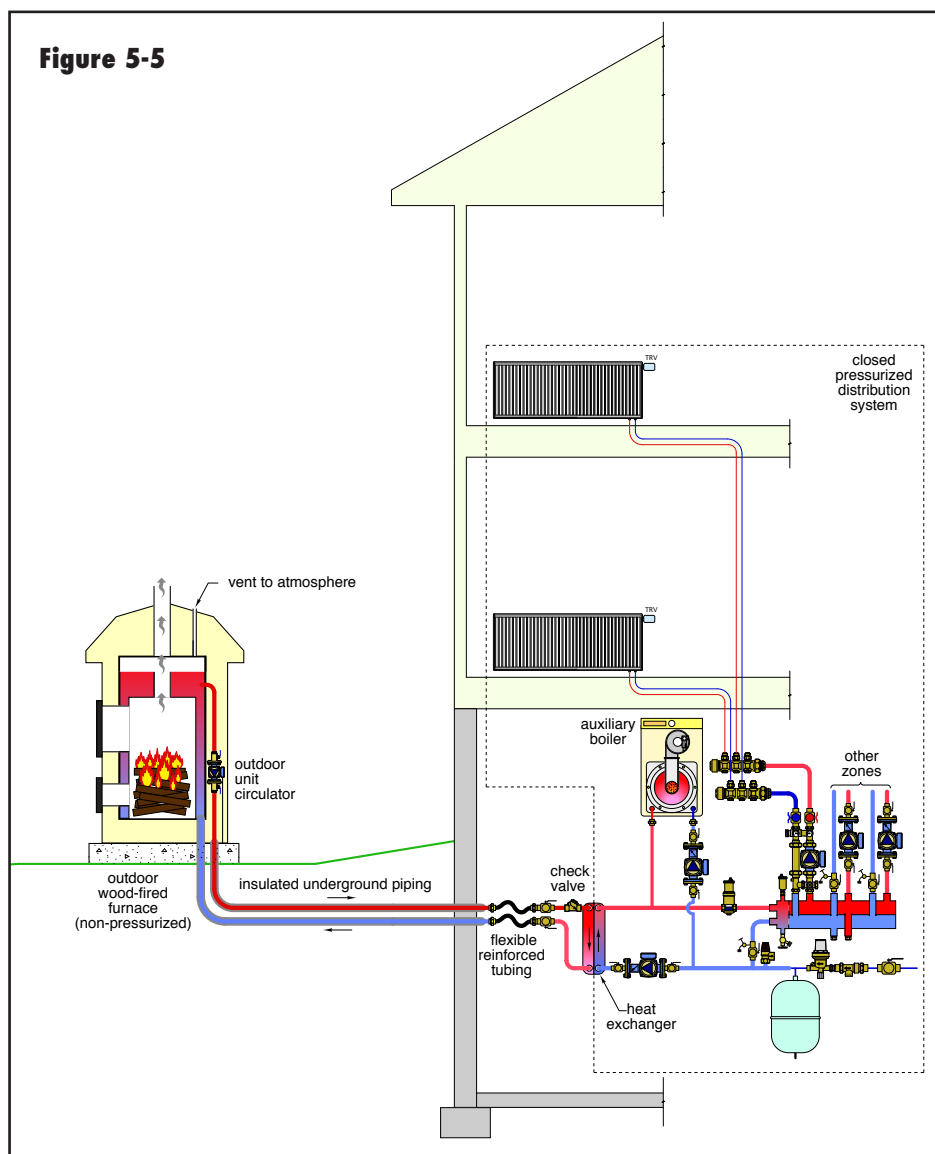 Figure 5-5
TRV
closed
pressurized
distribution
system
vent to atmosphere
TRV
auxiliary
boiler
other
zones
outdoor
unit
circulator
outdoor
wood-fired
furnace
(non-pressurized)
insulated underground piping
check
valve
flexible
reinforced
tubing
heat
exchanger